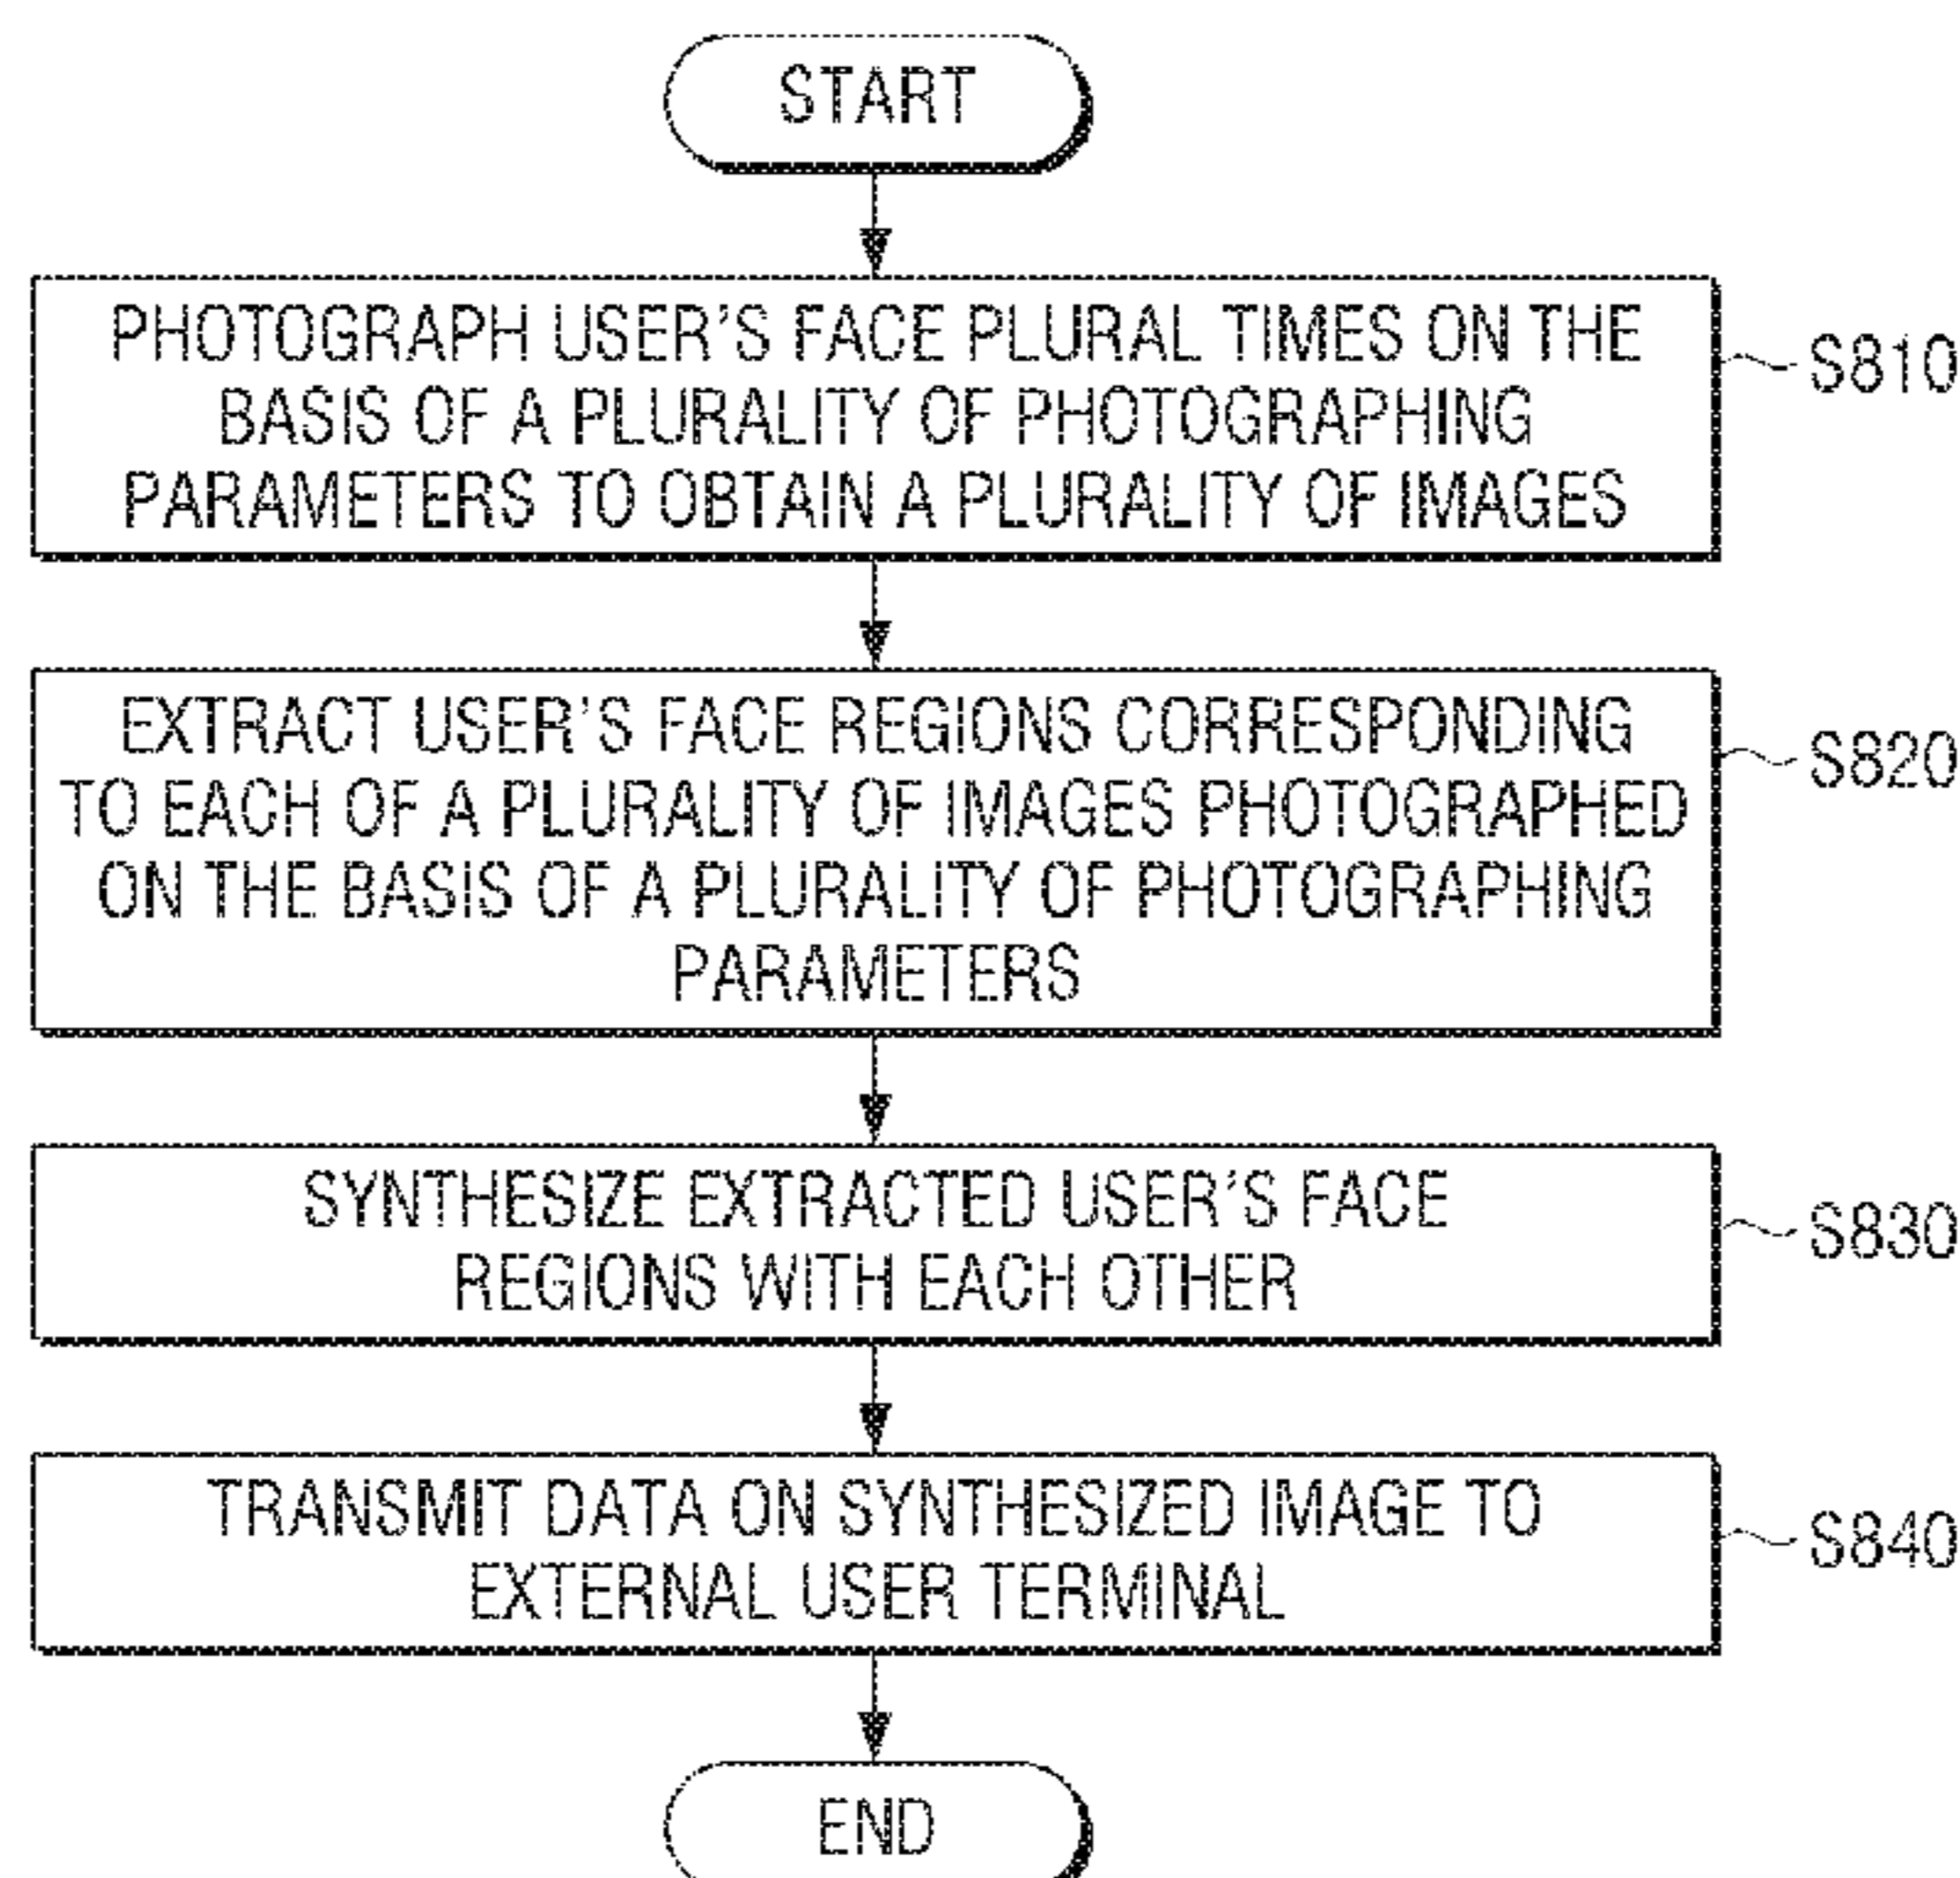 START
PHOTOGRAPH USER'S FACE PLURAL TIMES ON THE
BASIS OF A PLURALITY OF PHOTOGRAPHING
PARAMETERS TO OBTAIN A PLURALITY OF IMAGES
S810
EXTRACT USER'S FACE REGIONS CORRESPONDING
TO EACH OF A PLURALITY OF IMAGES PHOTOGRAPHED
ON THE BASIS OF A PLURALITY OF PHOTOGRAPHING
PARAMETERS
S820
SYNTHESIZE EXTRACTED USER'S FACE
REGIONS WITH EACH OTHER
S830
TRANSMIT DATA ON SYNTHESIZED IMAGE TO
EXTERNAL USER TERMINAL
S840
END